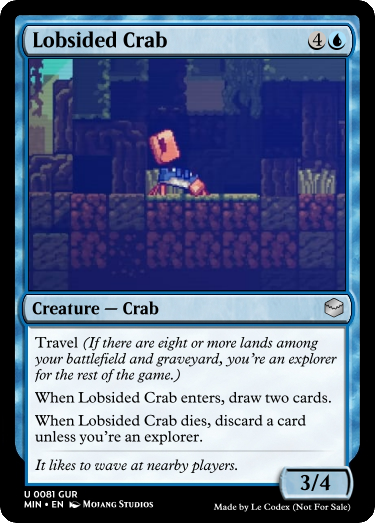 Lobsided Crab 4
Creature — Crab
Travel (If there are eight or more lands among
your battlefield and graveyard, you're an explorer
for the rest of the game.)
When Lobsided Crab enters, draw two cards.
When Lobsided Crab dies, discard a card
unless you're an explorer.
It likes to wave at nearby players.
3/4
U 0081 GUR
MIN • EN Mojang Studios
Made by Le Codex (Not For Sale)